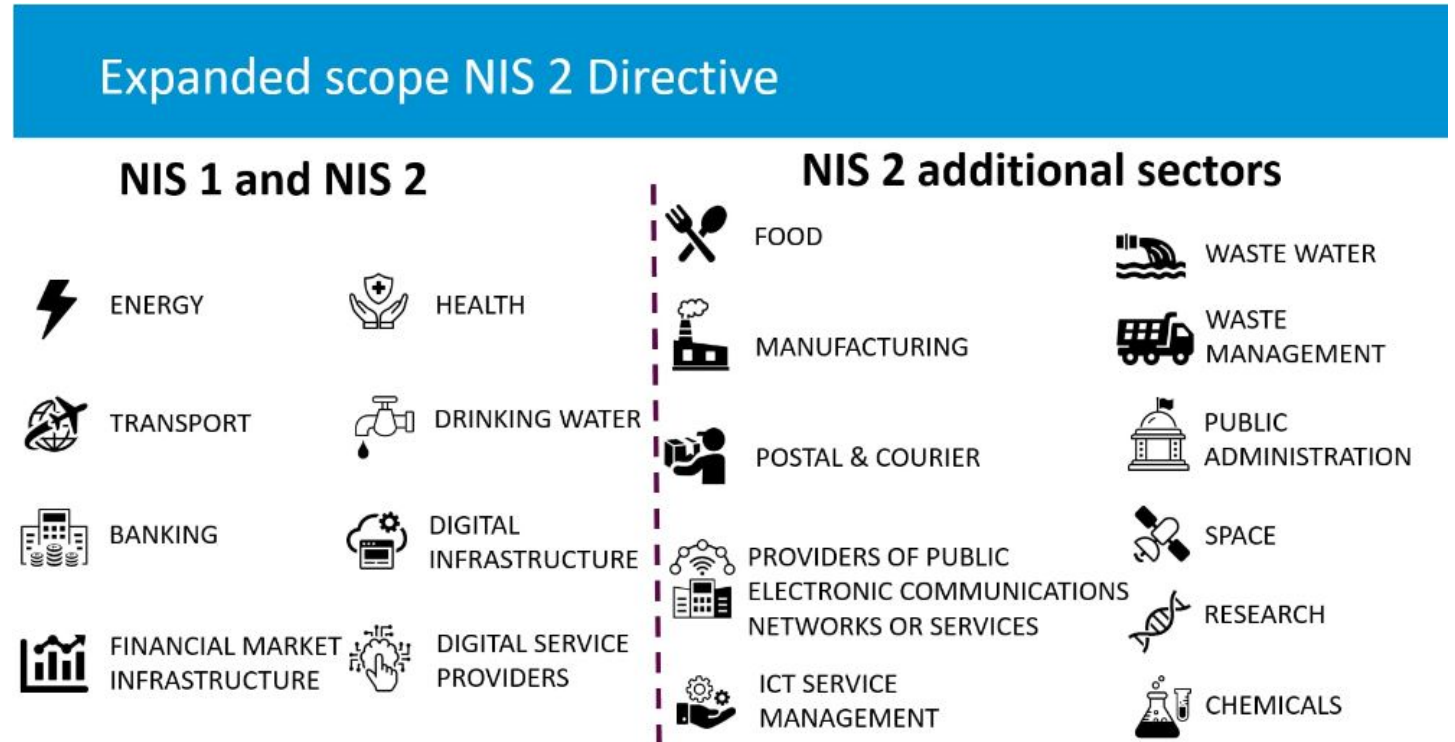 Expanded scope NIS 2 Directive
NIS 1 and NIS 2
ENERGY
HEALTH
TRANSPORT
DRINKING WATER
BANKING
DIGITAL
INFRASTRUCTURE
FINANCIAL MARKET
INFRASTRUCTURE
DIGITAL SERVICE
PROVIDERS
NIS 2 additional sectors
FOOD
MANUFACTURING
POSTAL & COURIER
PROVIDERS OF PUBLIC
ELECTRONIC COMMUNICATIONS
NETWORKS OR SERVICES
ICT SERVICE
MANAGEMENT
WASTE WATER
WASTE
MANAGEMENT
PUBLIC
ADMINISTRATION
SPACE
RESEARCH
CHEMICALS